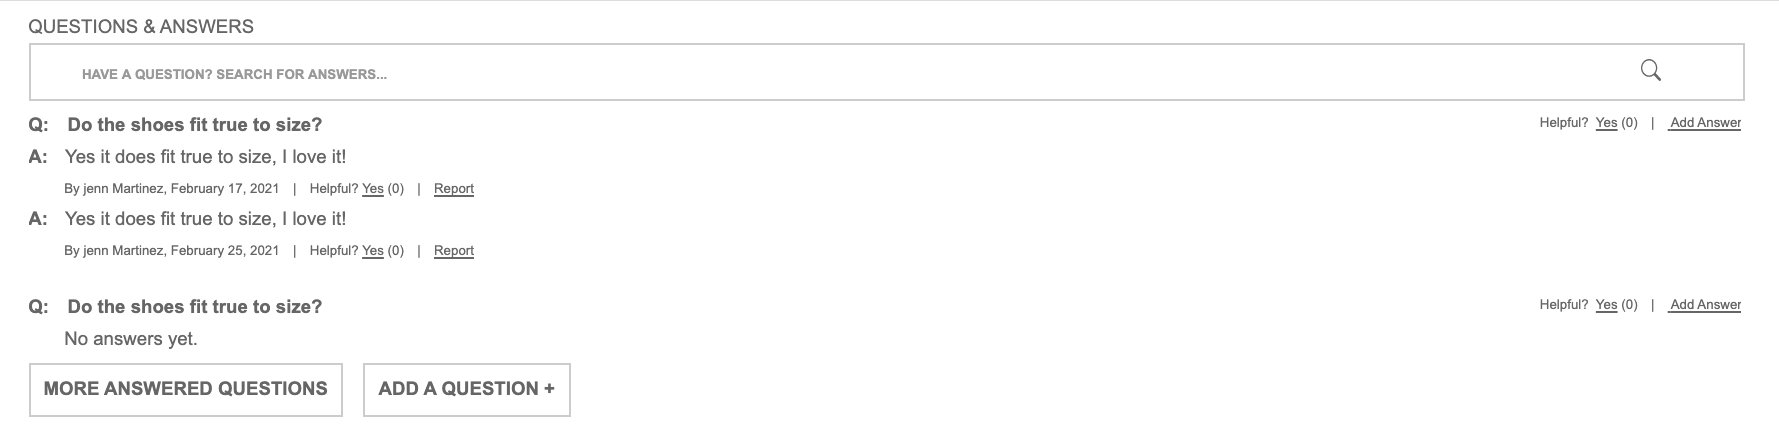 QUESTIONS & ANSWERS
HAVE A QUESTION? SEARCH FOR ANSWERS...
Q: Do the shoes fit true to size? Helpful? Yes (0) | Add Answer
A: Yes it does fit true to size, I love it!
By jenn Martinez, February 17, 2021 | Helpful? Yes (0) | Report
A: Yes it does fit true to size, I love it!
By jenn Martinez, February 25, 2021 | Helpful? Yes (0) | Report
Q: Do the shoes fit true to size? Helpful? Yes (0) | Add Answer
No answers yet.
MORE ANSWERED QUESTIONS ADD A QUESTION +